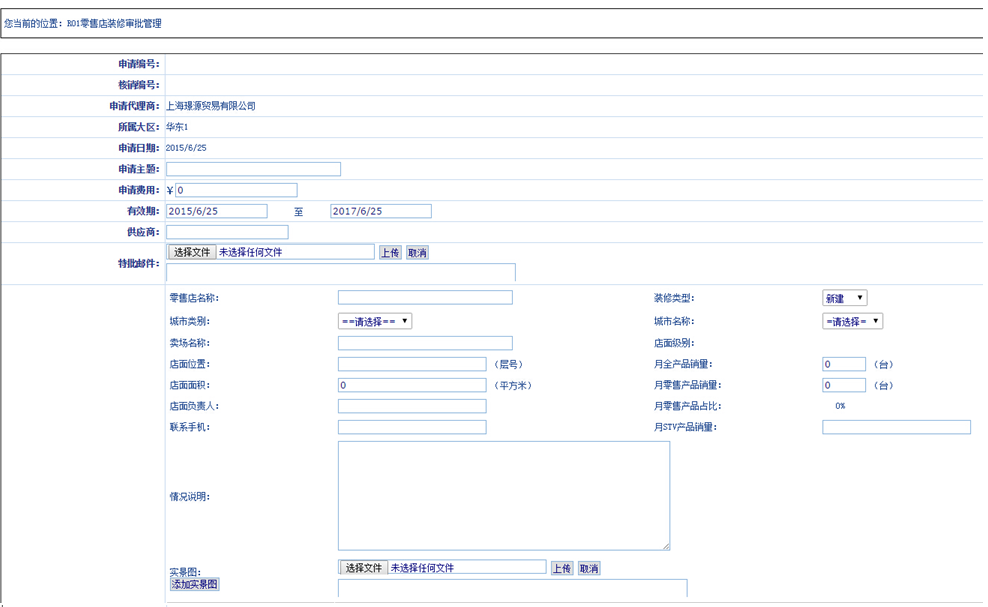 您当前的位置: R01零售店装修审批管理
申请编号:
核销编号:
申请代理商: 上海璟源贸易有限公司
所属大区: 华东1
申请日期: 2015/6/25
申请主题:
申请费用: ¥ 0
有效期: 2015/6/25 至 2017/6/25
供应商:
特批邮件: 选择文件 未选择任何文件 上传 取消
零售店名称: 装修类型: 新建
城市类别: ==请选择== 城市名称: =请选择=
卖场名称: 店面级别:
店面位置: (层号) 月全产品销量: 0 (台)
店面面积: 0 (平方米) 月零售产品销量: 0 (台)
店面负责人: 月零售产品占比: 0%
联系手机: 月STV产品销量:
情况说明:
实景图: 选择文件 未选择任何文件 上传 取消
添加实景图